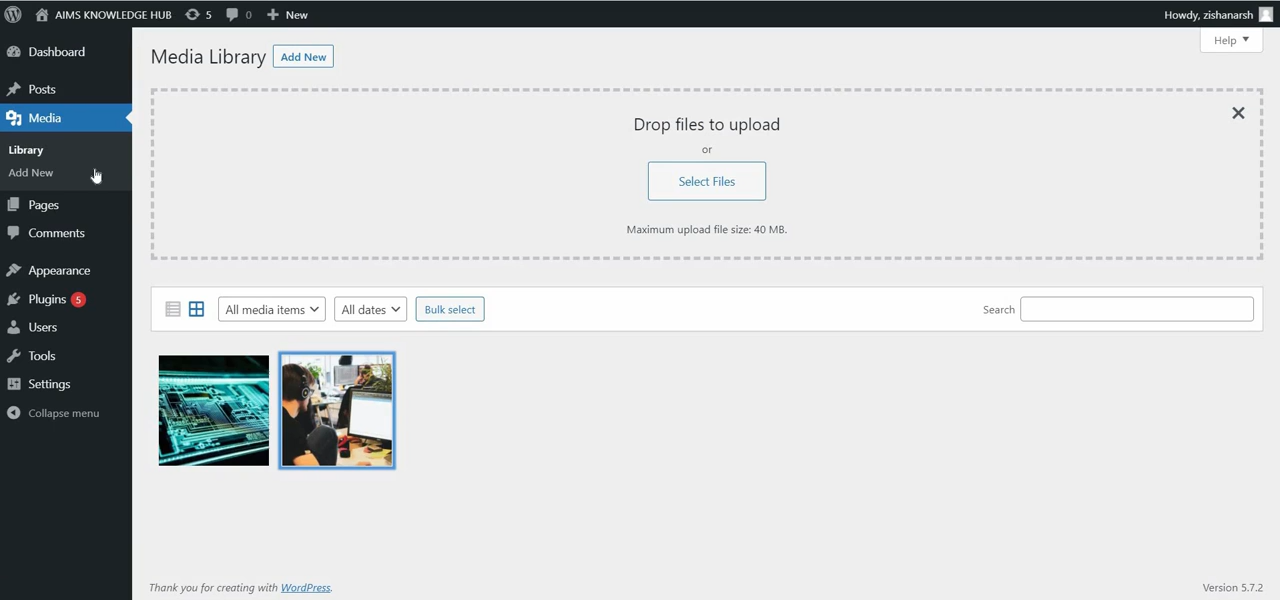 AIMS KNOWLEDGE HUB 5 0 New Howdy, zishanarsh
Help
Dashboard
Posts
Media
Library
Add New
Pages
Comments
Appearance
Plugins 5
Users
Tools
Settings
Collapse menu
Media Library Add New
Drop files to upload
or
Select Files
Maximum upload file size: 40 MB.
All media items All dates Bulk select Search
Thank you for creating with WordPress. Version 5.7.2